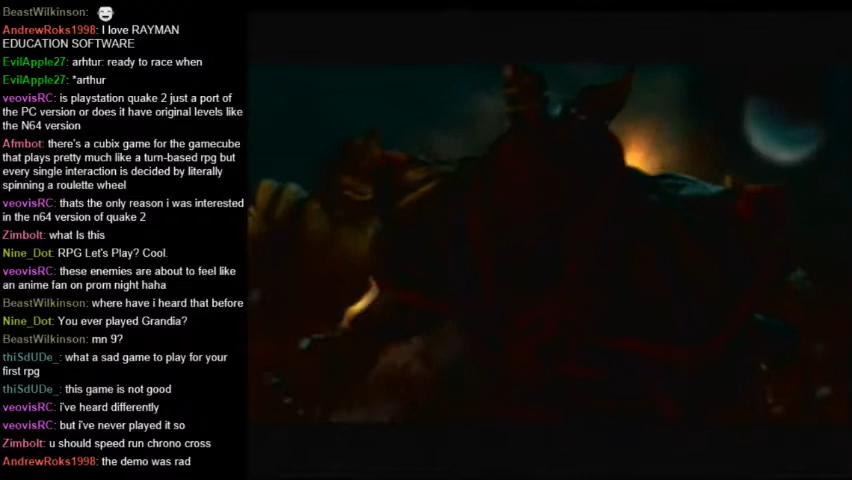 BeastWilkinson:
AndrewRoks1998: I love RAYMAN
EDUCATION SOFTWARE
EvilApple27: arhtur: ready to race when
EvilApple27: *arthur
veovisRC: is playstation quake 2 just a port of
the PC version or does it have original levels like
the N64 version
Afmbot: there's a cubix game for the gamecube
that plays pretty much like a turn-based rpg but
every single interaction is decided by literally
spinning a roulette wheel
veovisRC: thats the only reason i was interested
in the n64 version of quake 2
Zimbolt: what Is this
Nine_Dot: RPG Let's Play? Cool.
veovisRC: these enemies are about to feel like
an anime fan on prom night haha
BeastWilkinson: where have i heard that before
Nine_Dot: You ever played Grandia?
BeastWilkinson: mn 9?
thiSdUDe_: what a sad game to play for your
first rpg
thiSdUDe_: this game is not good
veovisRC: i've heard differently
veovisRC: but i've never played it so
Zimbolt: u should speed run chrono cross
AndrewRoks1998: the demo was rad